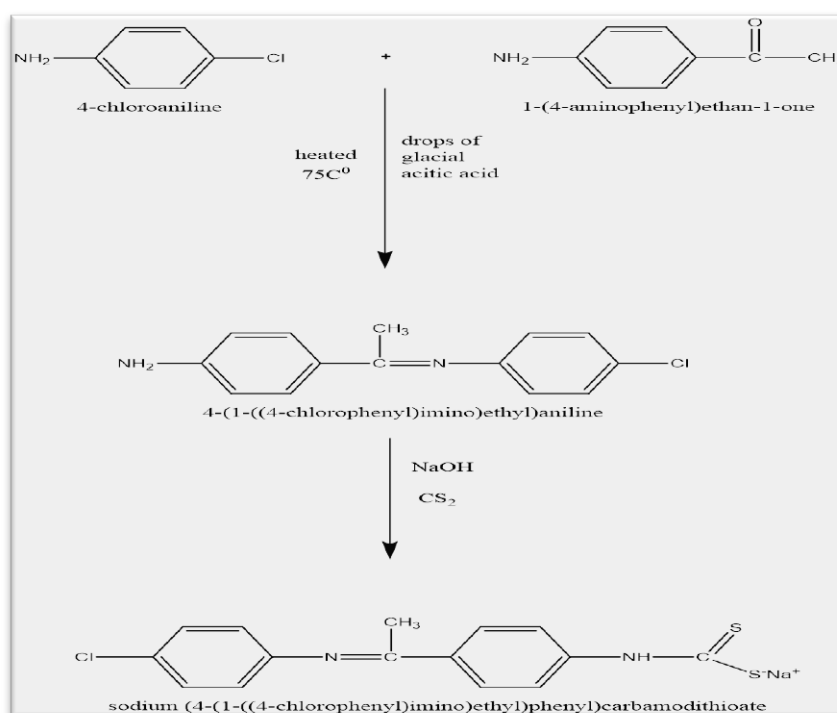 NH₂ Cl + NH₂ C O CH
4-chloroaniline 1-(4-aminophenyl)ethan-1-one
heated drops of
75C⁰ glacial
acitic acid
CH₃
NH₂ C N Cl
4-(1-((4-chlorophenyl)imino)ethyl)aniline
NaOH
CS₂
CH₃ S
Cl N C NH C
S⁻Na⁺
sodium (4-(1-((4-chlorophenyl)imino)ethyl)phenyl)carbamodithioate